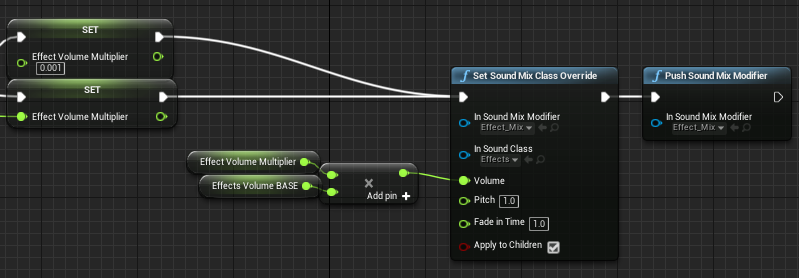 SET
Effect Volume Multiplier
0.001
SET
Effect Volume Multiplier
Effect Volume Multiplier
Effects Volume BASE
Add pin
Set Sound Mix Class Override
In Sound Mix Modifier
Effect_Mix
In Sound Class
Effects
Volume
Pitch 1.0
Fade in Time 1.0
Apply to Children
Push Sound Mix Modifier
In Sound Mix Modifier
Effect_Mix